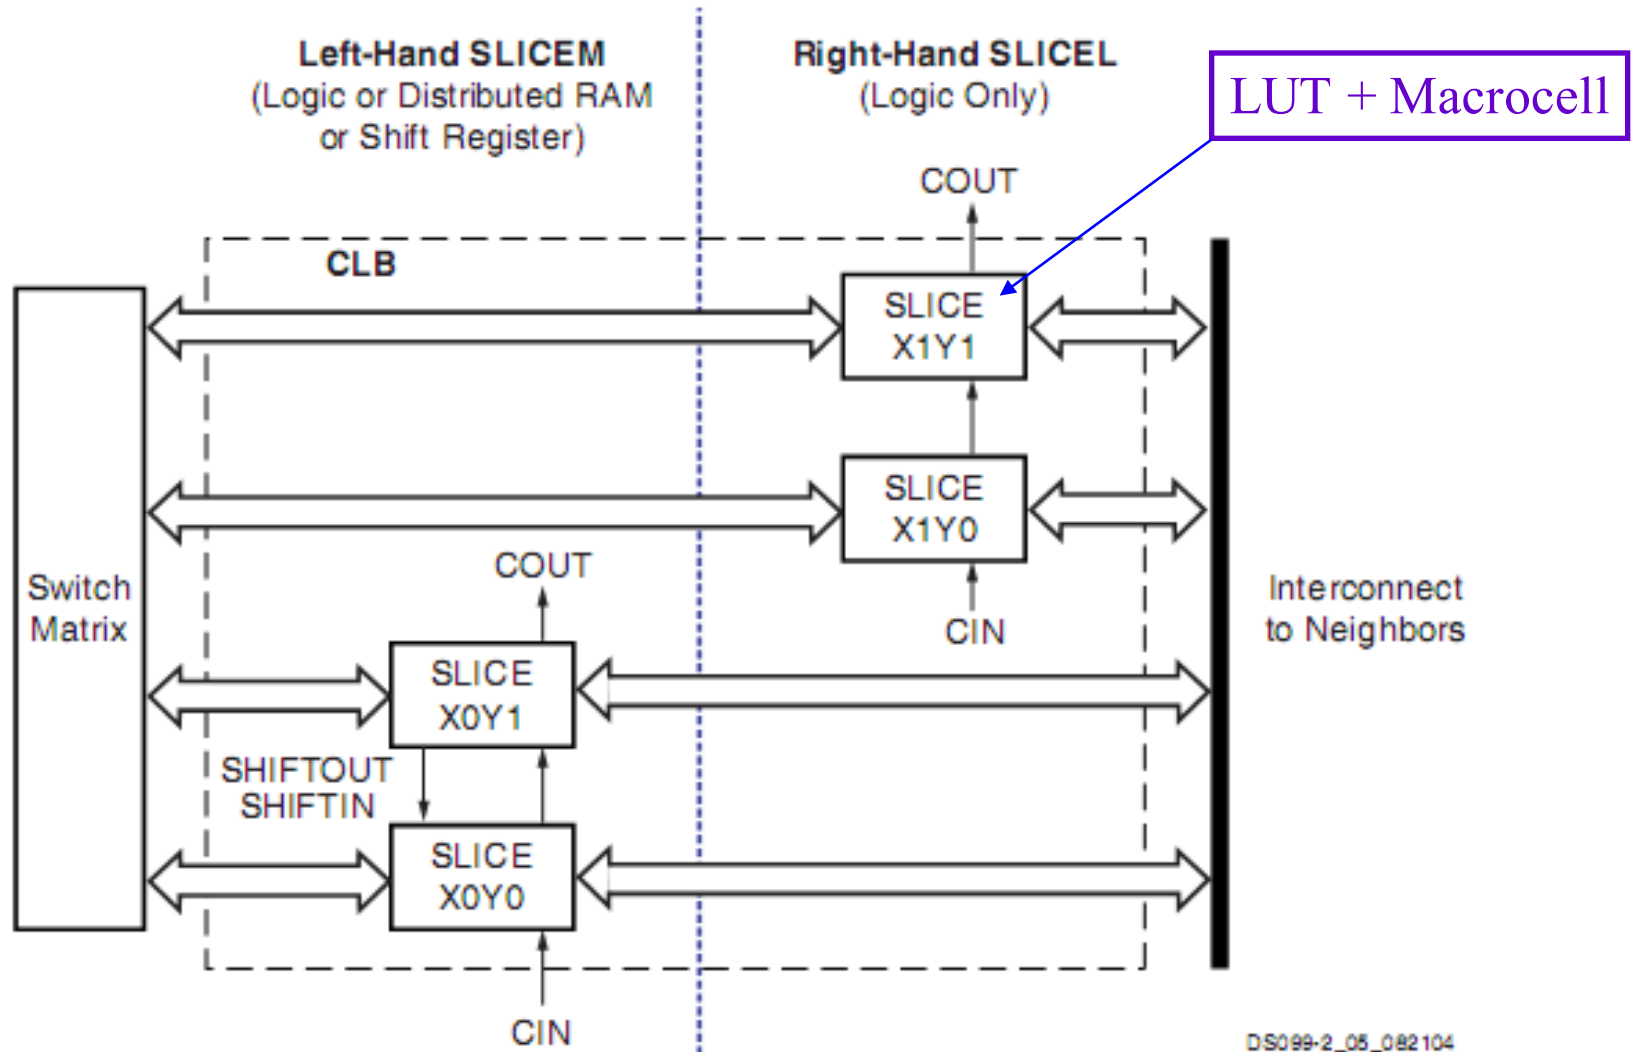 Left-Hand SLICEM
(Logic or Distributed RAM
or Shift Register)
Right-Hand SLICEL
(Logic Only)
LUT + Macrocell
COUT
CLB
SLICE
X1Y1
SLICE
X1Y0
COUT
CIN
Switch
Matrix
Interconnect
to Neighbors
SLICE
X0Y1
SHIFTOUT
SHIFTIN
SLICE
X0Y0
CIN
DS099-2_05_082104